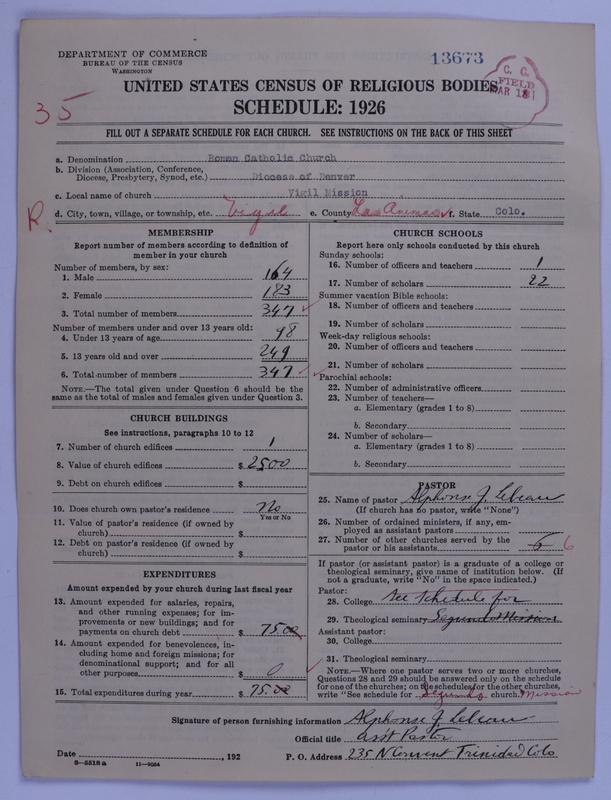 DEPARTMENT OF COMMERCE
BUREAU OF THE CENSUS
WASHINGTON
13673
C. C.
FIELD
MAR 12
UNITED STATES CENSUS OF RELIGIOUS BODIES
SCHEDULE: 1926
35
FILL OUT A SEPARATE SCHEDULE FOR EACH CHURCH. SEE INSTRUCTIONS ON THE BACK OF THIS SHEET
a. Denomination Roman Catholic Church
b. Division (Association, Conference,
Diocese, Presbytery, Synod, etc.) Diocese of Denver
c. Local name of church Vigil Mission
R. d. City, town, village, or township, etc. Vigil e. County Las Animas f. State Colo.
MEMBERSHIP
Report number of members according to definition of
member in your church
Number of members, by sex:
1. Male 164
2. Female 183
3. Total number of members 347
Number of members under and over 13 years old:
4. Under 13 years of age 98
5. 13 years old and over 249
6. Total number of members 347
NOTE.—The total given under Question 6 should be the
same as the total of males and females given under Question 3.
CHURCH BUILDINGS
See instructions, paragraphs 10 to 12
7. Number of church edifices 1
8. Value of church edifices $ 2500
9. Debt on church edifices $
10. Does church own pastor's residence No
Yes or No
11. Value of pastor's residence (if owned by
church) $
12. Debt on pastor's residence (if owned by
church) $
EXPENDITURES
Amount expended by your church during last fiscal year
13. Amount expended for salaries, repairs,
and other running expenses; for im-
provements or new buildings; and for
payments on church debt $ 75.00
14. Amount expended for benevolences, in-
cluding home and foreign missions; for
denominational support; and for all
other purposes $ 0
15. Total expenditures during year $ 75.00
CHURCH SCHOOLS
Report here only schools conducted by this church
Sunday schools:
16. Number of officers and teachers 1
17. Number of scholars 22
Summer vacation Bible schools:
18. Number of officers and teachers
19. Number of scholars
Week-day religious schools:
20. Number of officers and teachers
21. Number of scholars
Parochial schools:
22. Number of administrative officers
23. Number of teachers—
a. Elementary (grades 1 to 8)
b. Secondary
24. Number of scholars—
a. Elementary (grades 1 to 8)
b. Secondary
PASTOR
25. Name of pastor Alphonse J. Lebeau
(If church has no pastor, write "None")
26. Number of ordained ministers, if any, em-
ployed as assistant pastors
27. Number of other churches served by the
pastor or his assistants 6 6
If pastor (or assistant pastor) is a graduate of a college or
theological seminary, give name of institution below. (If
not a graduate, write "No" in the space indicated.)
Pastor:
28. College See Schedule for
29. Theological seminary Segundo Mission
Assistant pastor:
30. College
31. Theological seminary
NOTE.—Where one pastor serves two or more churches,
Questions 28 and 29 should be answered only on the schedule
for one of the churches; on the schedules for the other churches,
write "See schedule for Segundo church." Mission
Signature of person furnishing information Alphonse J Lebeau
Official title Asst Pastor
Date , 192 P. O. Address 235 N Convent Trinidad Colo
8—5518 a 11—9054